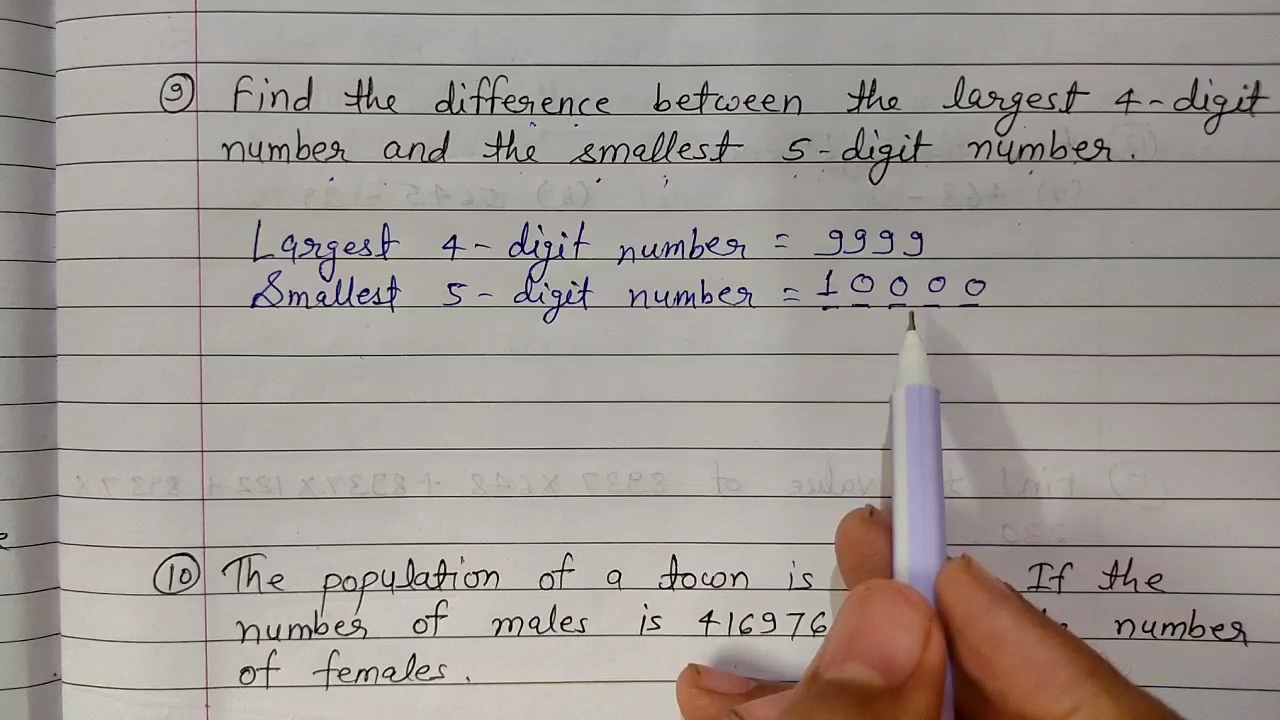 ⑨ Find the difference between the largest 4-digit
number and the smallest 5-digit number.
Largest 4-digit number = 9999
Smallest 5-digit number = 10000
⑩ The population of a town is If the
number of males is 416976 number
of females.